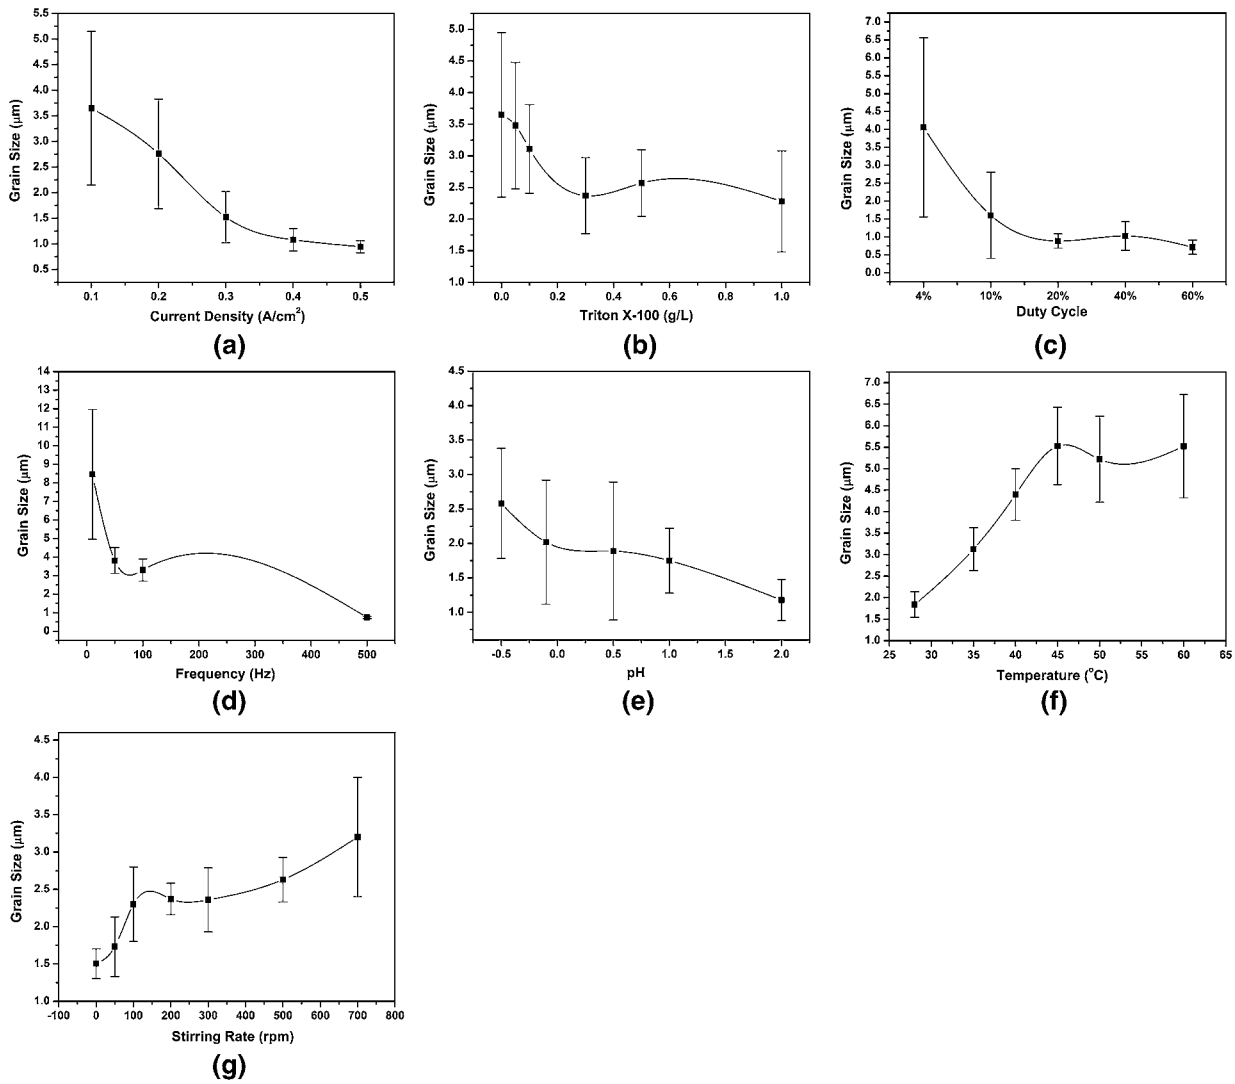 5.5
5.0
4.5
4.0
3.5
3.0
2.5
2.0
1.5
1.0
0.5
Grain Size (μm)
0.1 0.2 0.3 0.4 0.5
Current Density (A/cm²)
(a)
5.0
4.5
4.0
3.5
3.0
2.5
2.0
1.5
1.0
Grain Size (μm)
0.0 0.2 0.4 0.6 0.8 1.0
Triton X-100 (g/L)
(b)
7.0
6.5
6.0
5.5
5.0
4.5
4.0
3.5
3.0
2.5
2.0
1.5
1.0
0.5
0.0
Grain Size (μm)
4% 10% 20% 40% 60%
Duty Cycle
(c)
14
13
12
11
10
9
8
7
6
5
4
3
2
1
0
Grain Size (μm)
0 100 200 300 400 500
Frequency (Hz)
(d)
4.5
4.0
3.5
3.0
2.5
2.0
1.5
1.0
Grain Size (μm)
-0.5 0.0 0.5 1.0 1.5 2.0
pH
(e)
7.0
6.5
6.0
5.5
5.0
4.5
4.0
3.5
3.0
2.5
2.0
1.5
1.0
Grain Size (μm)
25 30 35 40 45 50 55 60 65
Temperature (°C)
(f)
4.5
4.0
3.5
3.0
2.5
2.0
1.5
1.0
Grain Size (μm)
-100 0 100 200 300 400 500 600 700 800
Stirring Rate (rpm)
(g)